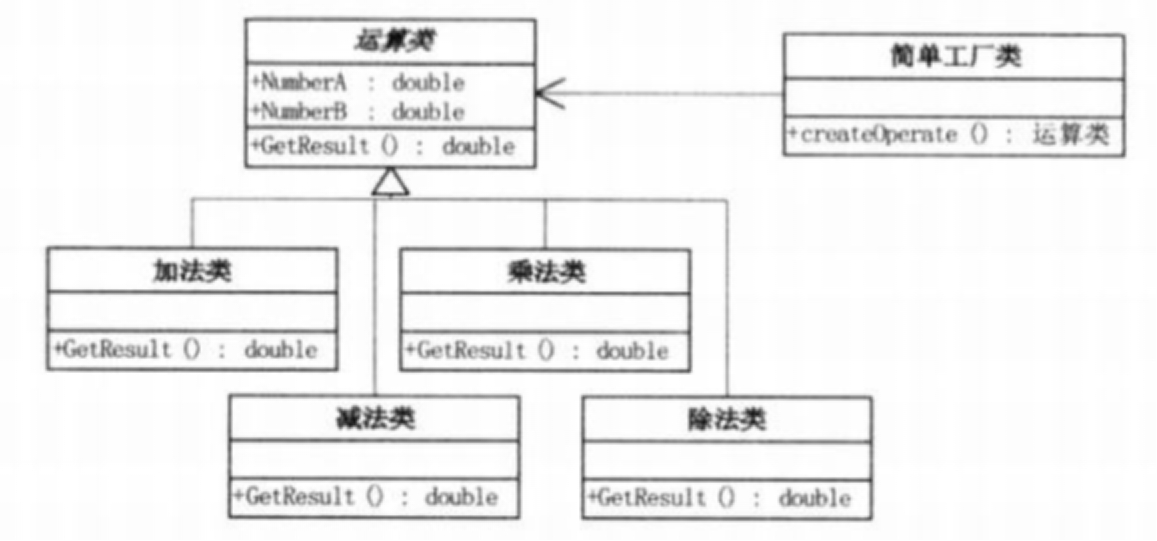 运算类
+NumberA : double
+NumberB : double
+GetResult () : double
简单工厂类
+createOperate () : 运算类
加法类
+GetResult () : double
乘法类
+GetResult () : double
减法类
+GetResult () : double
除法类
+GetResult () : double